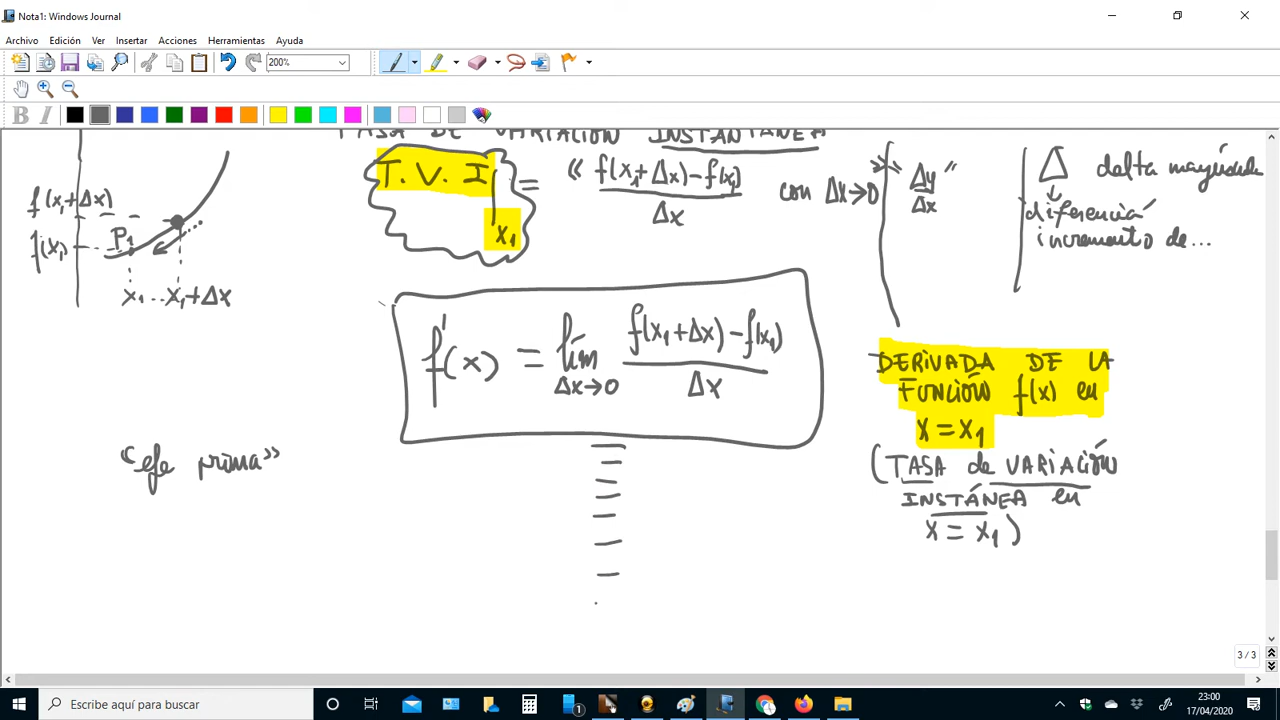 Nota1: Windows Journal
Archivo Edición Ver Insertar Acciones Herramientas Ayuda
200%
B I
TASA DE VARIACIÓN INSTANTÁNEA
T. V. I x₁ = « f(x₁+Δx)-f(x₁) / Δx con Δx→0 »
" Δy / Δx "
Δ delta mayúscula
diferencia
incremento de...
f(x₁+Δx)
f(x₁)
P₁
x₁ ... x₁+Δx
f'(x) = lím Δx→0 f(x₁+Δx)-f(x₁) / Δx
DERIVADA DE LA
FUNCIÓN f(x) en
x = x₁
(TASA de VARIACIÓN
INSTÁNEA en
x = x₁)
"efe prima"
3 / 3
Escribe aquí para buscar
1
23:00
17/04/2020